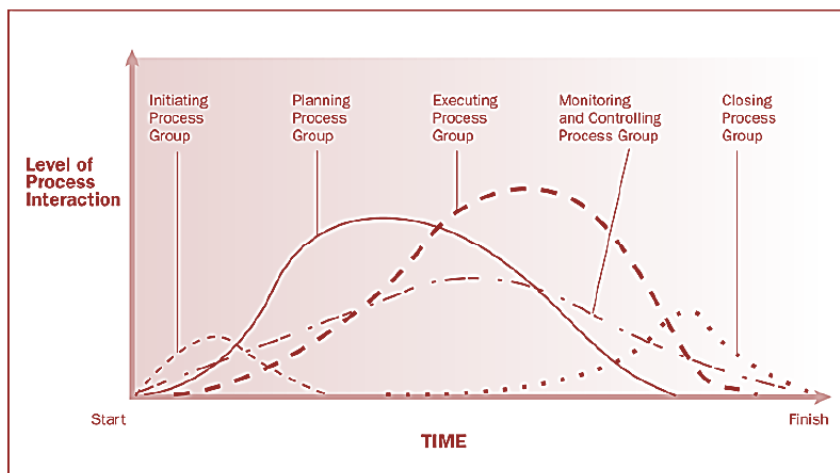 Initiating
Process
Group
Planning
Process
Group
Executing
Process
Group
Monitoring
and Controlling
Process Group
Closing
Process
Group
Level of
Process
Interaction
Start
Finish
TIME